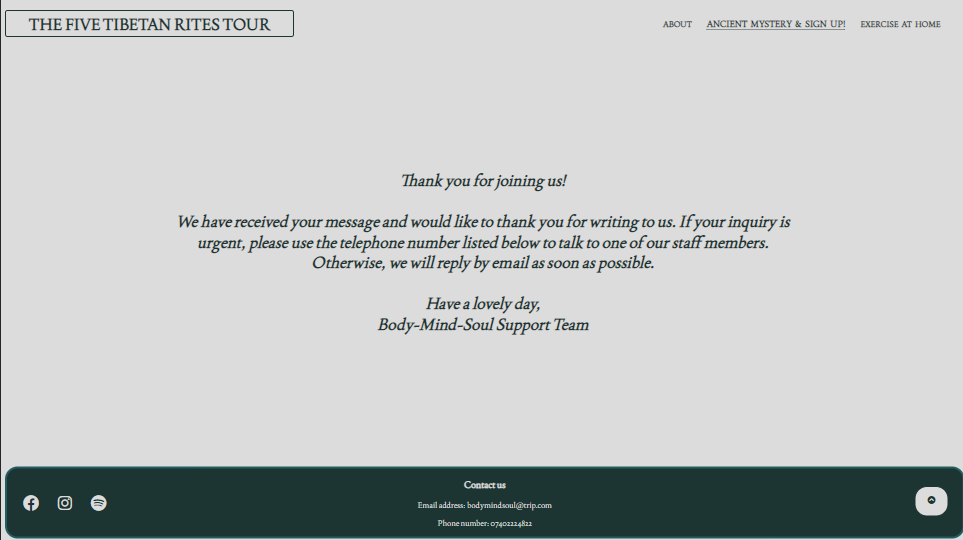 THE FIVE TIBETAN RITES TOUR
ABOUT
ANCIENT MYSTERY & SIGN UP!
EXERCISE AT HOME
Thank you for joining us!
We have received your message and would like to thank you for writing to us. If your inquiry is
urgent, please use the telephone number listed below to talk to one of our staff members.
Otherwise, we will reply by email as soon as possible.
Have a lovely day,
Body-Mind-Soul Support Team
Contact us
Email address: bodymindsoul@trip.com
Phone number: 07402224822